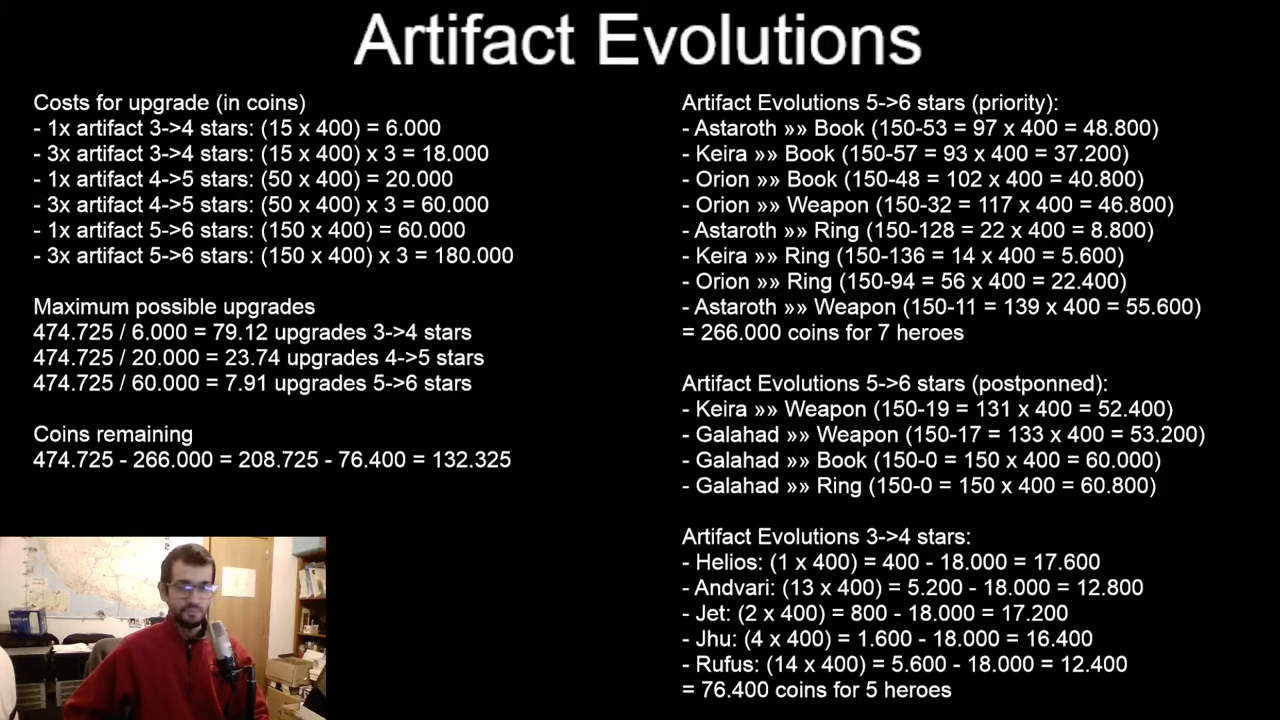 Artifact Evolutions
Costs for upgrade (in coins)
- 1x artifact 3->4 stars: (15 x 400) = 6.000
- 3x artifact 3->4 stars: (15 x 400) x 3 = 18.000
- 1x artifact 4->5 stars: (50 x 400) = 20.000
- 3x artifact 4->5 stars: (50 x 400) x 3 = 60.000
- 1x artifact 5->6 stars: (150 x 400) = 60.000
- 3x artifact 5->6 stars: (150 x 400) x 3 = 180.000
Maximum possible upgrades
474.725 / 6.000 = 79.12 upgrades 3->4 stars
474.725 / 20.000 = 23.74 upgrades 4->5 stars
474.725 / 60.000 = 7.91 upgrades 5->6 stars
Coins remaining
474.725 - 266.000 = 208.725 - 76.400 = 132.325
Artifact Evolutions 5->6 stars (priority):
- Astaroth »» Book (150-53 = 97 x 400 = 48.800)
- Keira »» Book (150-57 = 93 x 400 = 37.200)
- Orion »» Book (150-48 = 102 x 400 = 40.800)
- Orion »» Weapon (150-32 = 117 x 400 = 46.800)
- Astaroth »» Ring (150-128 = 22 x 400 = 8.800)
- Keira »» Ring (150-136 = 14 x 400 = 5.600)
- Orion »» Ring (150-94 = 56 x 400 = 22.400)
- Astaroth »» Weapon (150-11 = 139 x 400 = 55.600)
= 266.000 coins for 7 heroes
Artifact Evolutions 5->6 stars (postponned):
- Keira »» Weapon (150-19 = 131 x 400 = 52.400)
- Galahad »» Weapon (150-17 = 133 x 400 = 53.200)
- Galahad »» Book (150-0 = 150 x 400 = 60.000)
- Galahad »» Ring (150-0 = 150 x 400 = 60.800)
Artifact Evolutions 3->4 stars:
- Helios: (1 x 400) = 400 - 18.000 = 17.600
- Andvari: (13 x 400) = 5.200 - 18.000 = 12.800
- Jet: (2 x 400) = 800 - 18.000 = 17.200
- Jhu: (4 x 400) = 1.600 - 18.000 = 16.400
- Rufus: (14 x 400) = 5.600 - 18.000 = 12.400
= 76.400 coins for 5 heroes